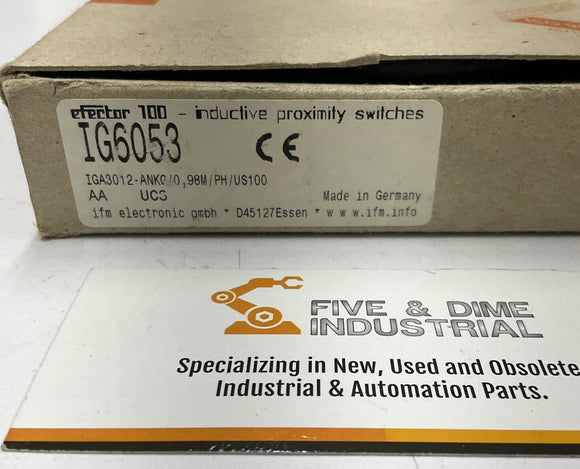 efector 100 - inductive proximity switches
IG6053 CE
IGA3012-ANKG/0,98M/PH/US100
AA UCS Made in Germany
ifm electronic gmbh * D45127Essen * www.ifm.info
FIVE & DIME
INDUSTRIAL
Specializing in New, Used and Obsolete
Industrial & Automation Parts.